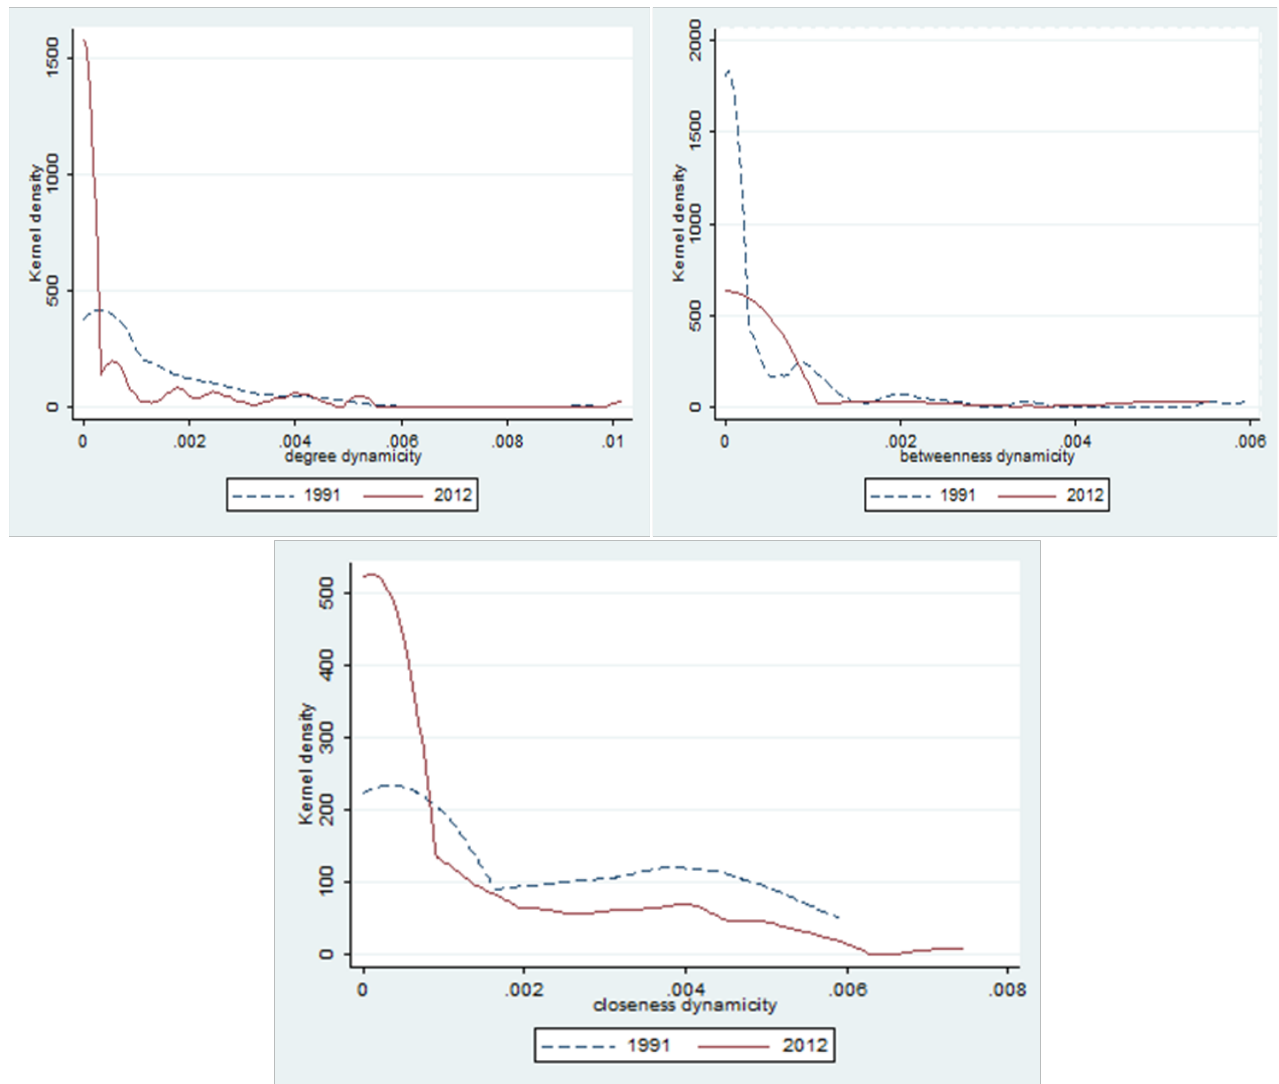 Kernel density
1500
1000
500
0
0 .002 .004 .006 .008 .01
degree dynamicity
1991 2012
Kernel density
2000
1500
1000
500
0
0 .002 .004 .006
betweenness dynamicity
1991 2012
Kernel density
500
400
300
200
100
0
0 .002 .004 .006 .008
closeness dynamicity
1991 2012